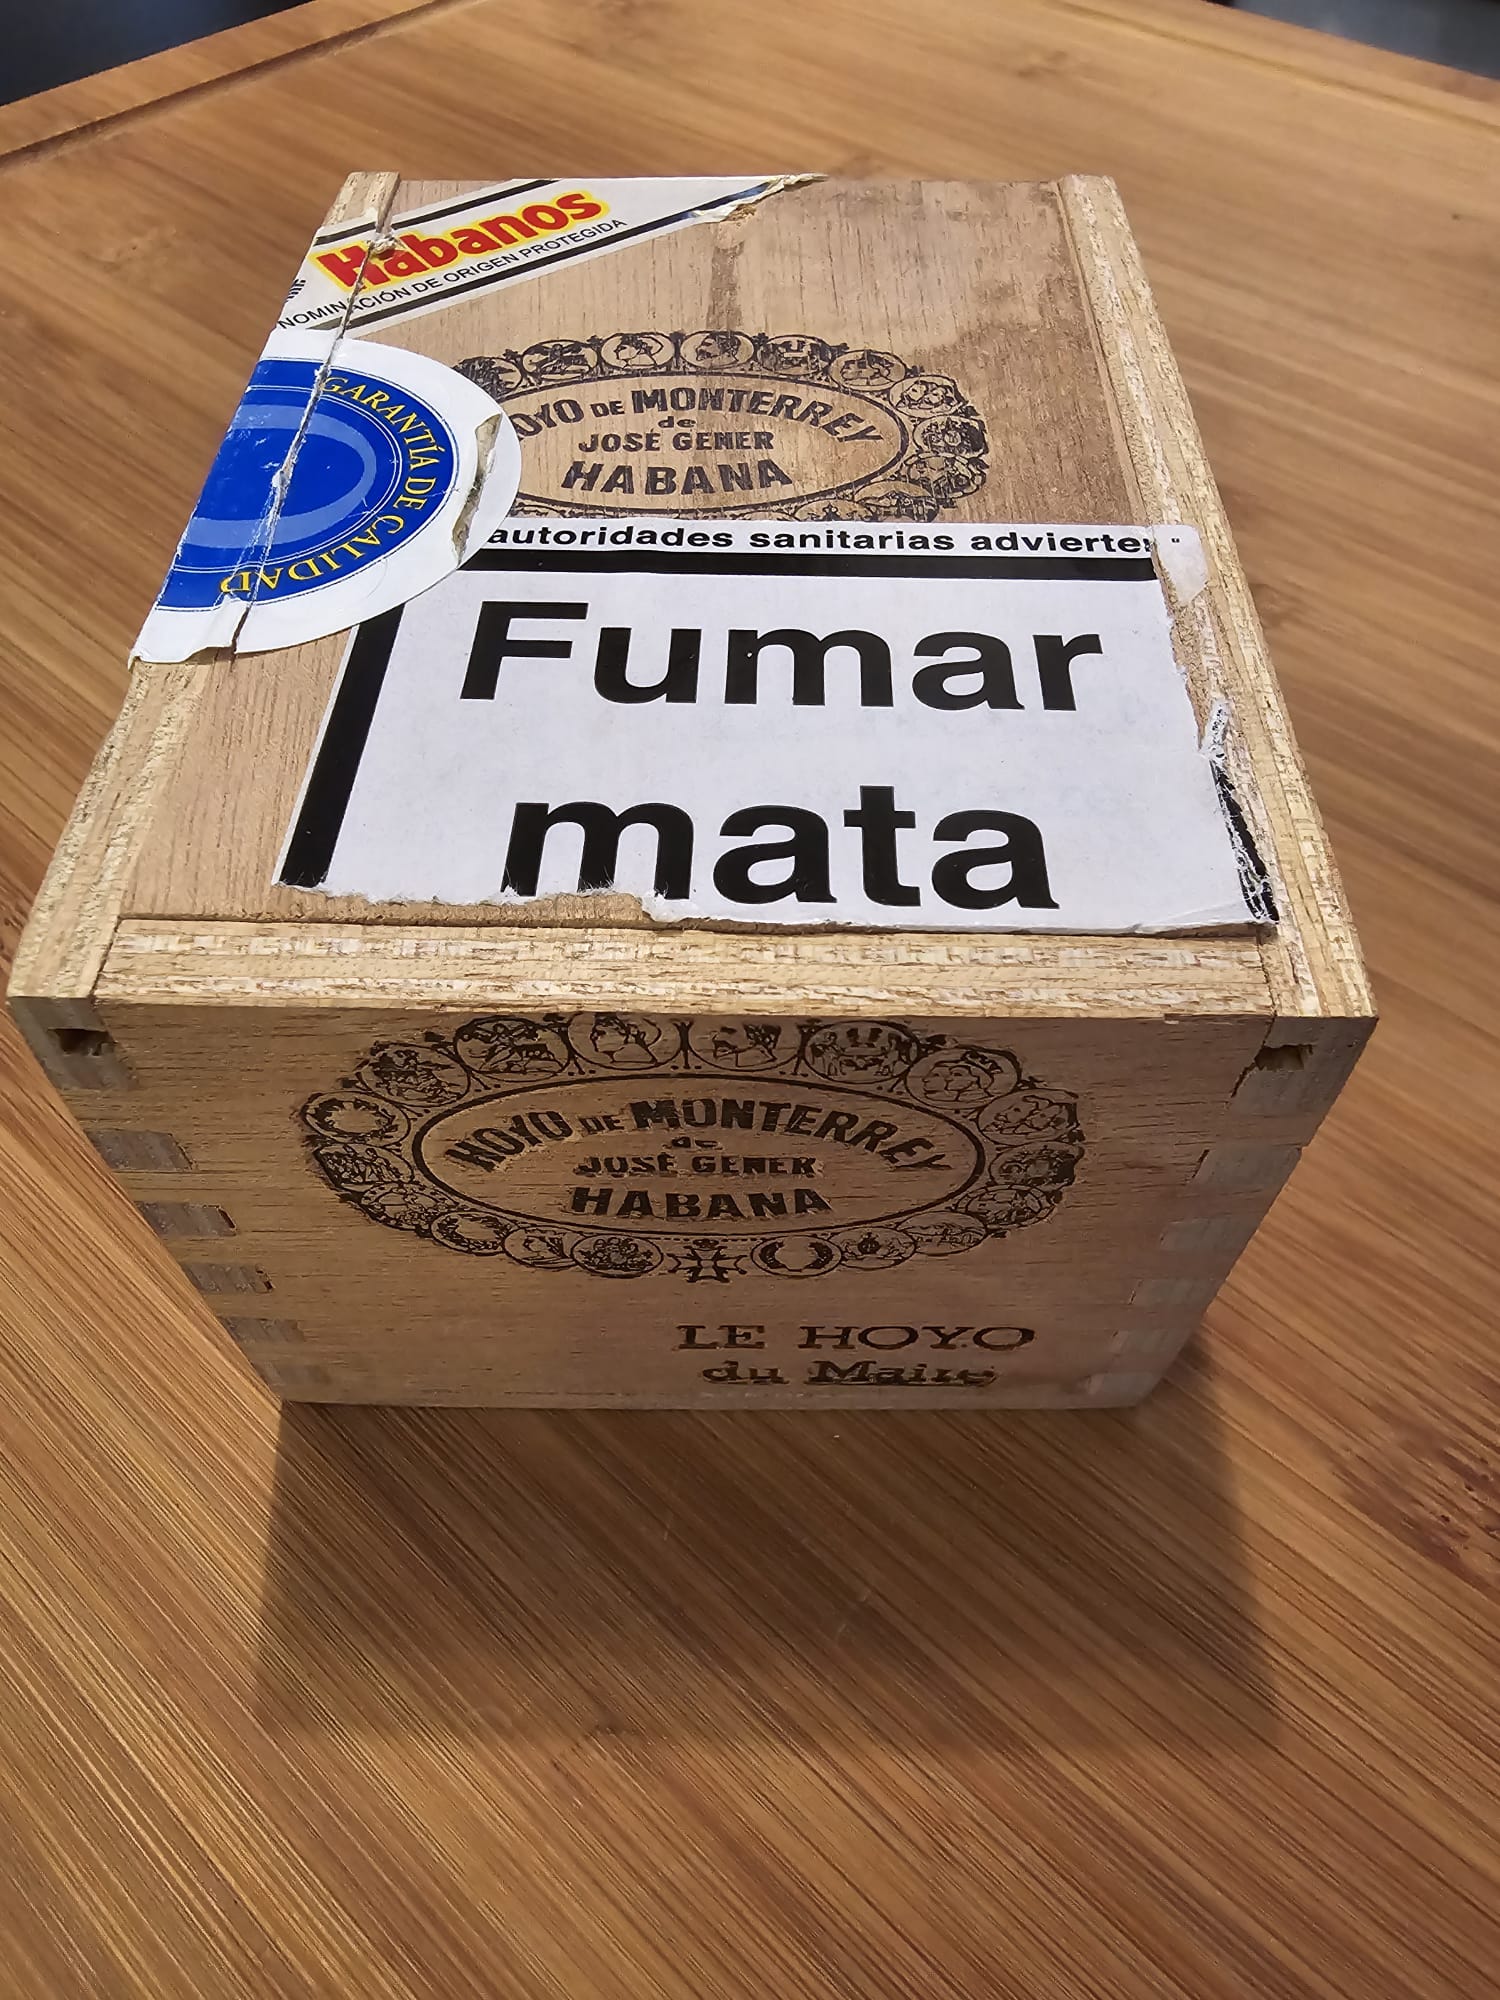 Habanos
NOMINACIÓN DE ORIGEN PROTEGIDA
GARANTÍA DE CALIDAD
OYO DE MONTERREY
de
JOSÉ GENER
HABANA
autoridades sanitarias advierten
Fumar
mata
HOYO DE MONTERREY
de
JOSÉ GENER
HABANA
LE HOYO
du Maire